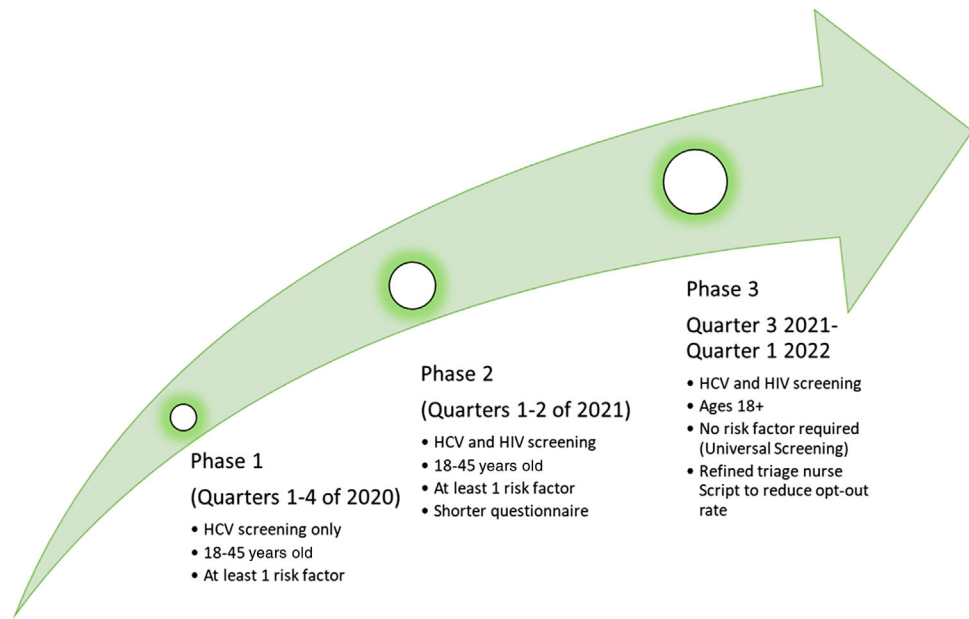 Phase 1
(Quarters 1-4 of 2020)
• HCV screening only
• 18-45 years old
• At least 1 risk factor
Phase 2
(Quarters 1-2 of 2021)
• HCV and HIV screening
• 18-45 years old
• At least 1 risk factor
• Shorter questionnaire
Phase 3
Quarter 3 2021-
Quarter 1 2022
• HCV and HIV screening
• Ages 18+
• No risk factor required
(Universal Screening)
• Refined triage nurse
Script to reduce opt-out
rate